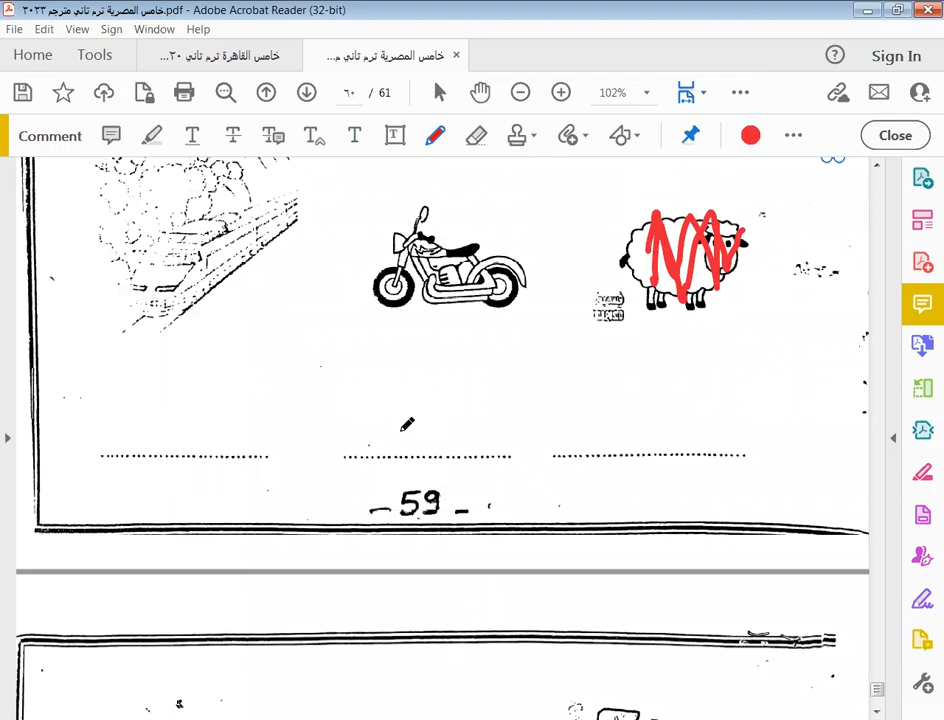 خامس المصرية ترم تاني مترجم ٢٠٢٣.pdf - Adobe Acrobat Reader (32-bit)
File Edit View Sign Window Help
Home Tools خامس القاهرة ترم تاني ٢٠... خامس المصرية ترم تاني م... × Sign In
٦٠ / 61 102%
Comment Close
- 59 -